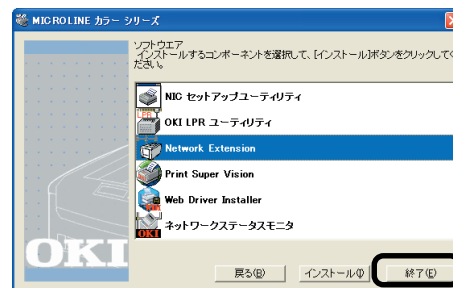 MICROLINE カラー シリーズ
ソフトウエア
インストールするコンポーネントを選択して、[インストール]ボタンをクリックしてく
ださい。
NIC セットアップユーティリティ
OKI LPR ユーティリティ
Network Extension
Print Super Vision
Web Driver Installer
ネットワークステータスモニタ
OKI
戻る(B)
インストール(I)
終了(E)